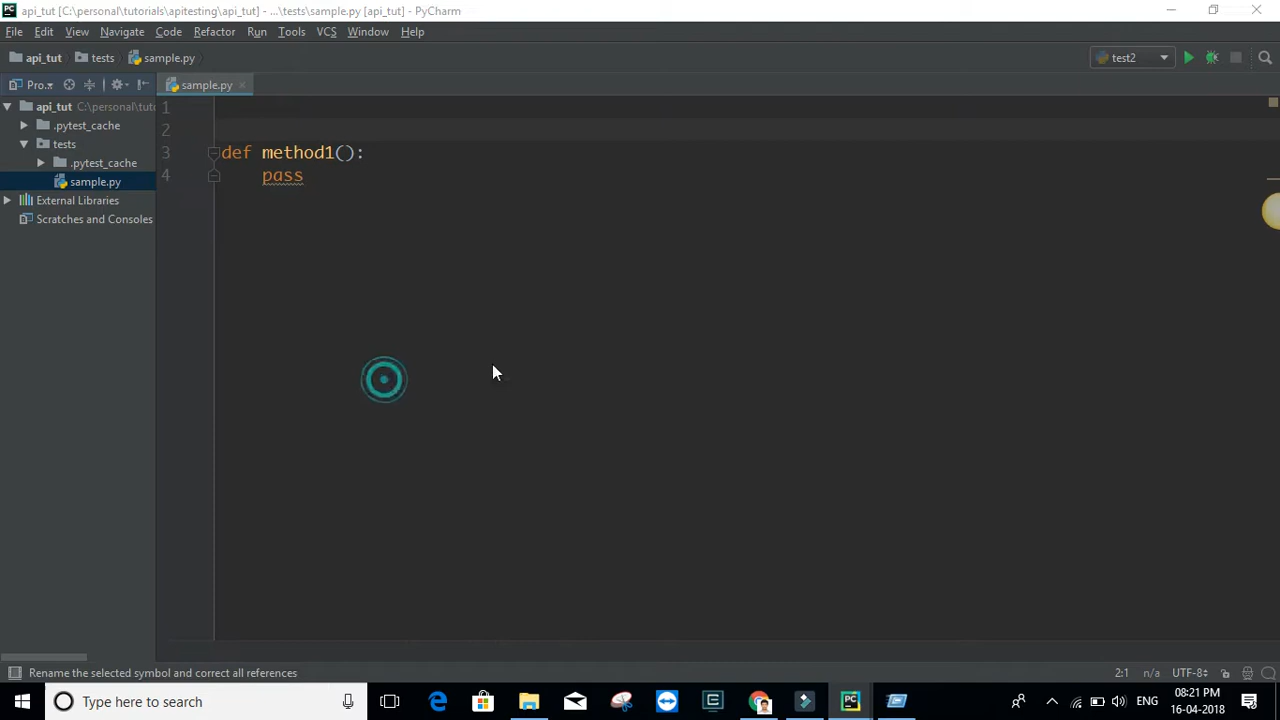 PC api_tut [C:\personal\tutorials\apitesting\api_tut] - ...\tests\sample.py [api_tut] - PyCharm
File Edit View Navigate Code Refactor Run Tools VCS Window Help
api_tut tests sample.py test2
Pro.. sample.py
api_tut C:\personal\tuto
.pytest_cache
tests
.pytest_cache
sample.py
External Libraries
Scratches and Consoles
1
2
3 def method1():
4 pass
Rename the selected symbol and correct all references 2:1 n/a UTF-8
Type here to search PC ENG 08:21 PM
16-04-2018